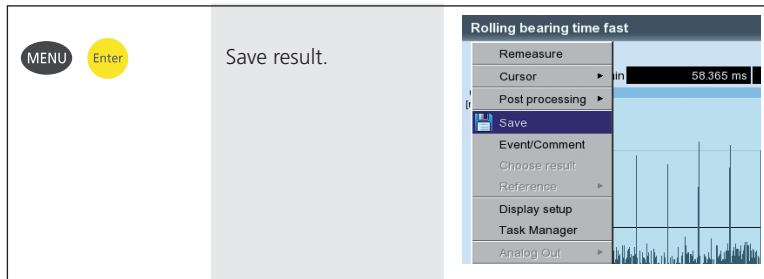 MENU
Enter
Save result.
Rolling bearing time fast
Remeasure
Cursor
58.365 ms
Post processing
Save
Event/Comment
Choose result
Reference
Display setup
Task Manager
Analog Out